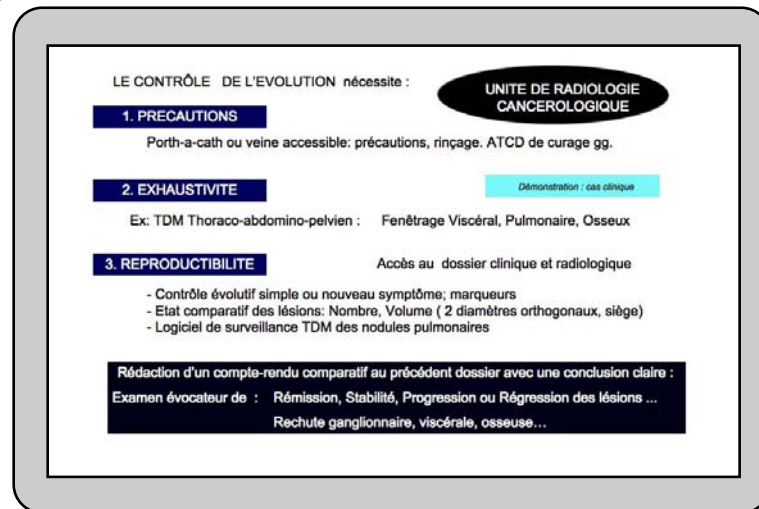 LE CONTRÔLE DE L'EVOLUTION nécessite :
UNITE DE RADIOLOGIE
CANCEROLOGIQUE
1. PRECAUTIONS
Porth-a-cath ou veine accessible: précautions, rinçage. ATCD de curage gg.
2. EXHAUSTIVITE
Démonstration : cas clinique
Ex: TDM Thoraco-abdomino-pelvien : Fenêtrage Viscéral, Pulmonaire, Osseux
3. REPRODUCTIBILITE
Accès au dossier clinique et radiologique
- Contrôle évolutif simple ou nouveau symptôme; marqueurs
- Etat comparatif des lésions: Nombre, Volume ( 2 diamètres orthogonaux, siège)
- Logiciel de surveillance TDM des nodules pulmonaires
Rédaction d'un compte-rendu comparatif au précédent dossier avec une conclusion claire :
Examen évocateur de : Rémission, Stabilité, Progression ou Régression des lésions ...
Rechute ganglionnaire, viscérale, osseuse...